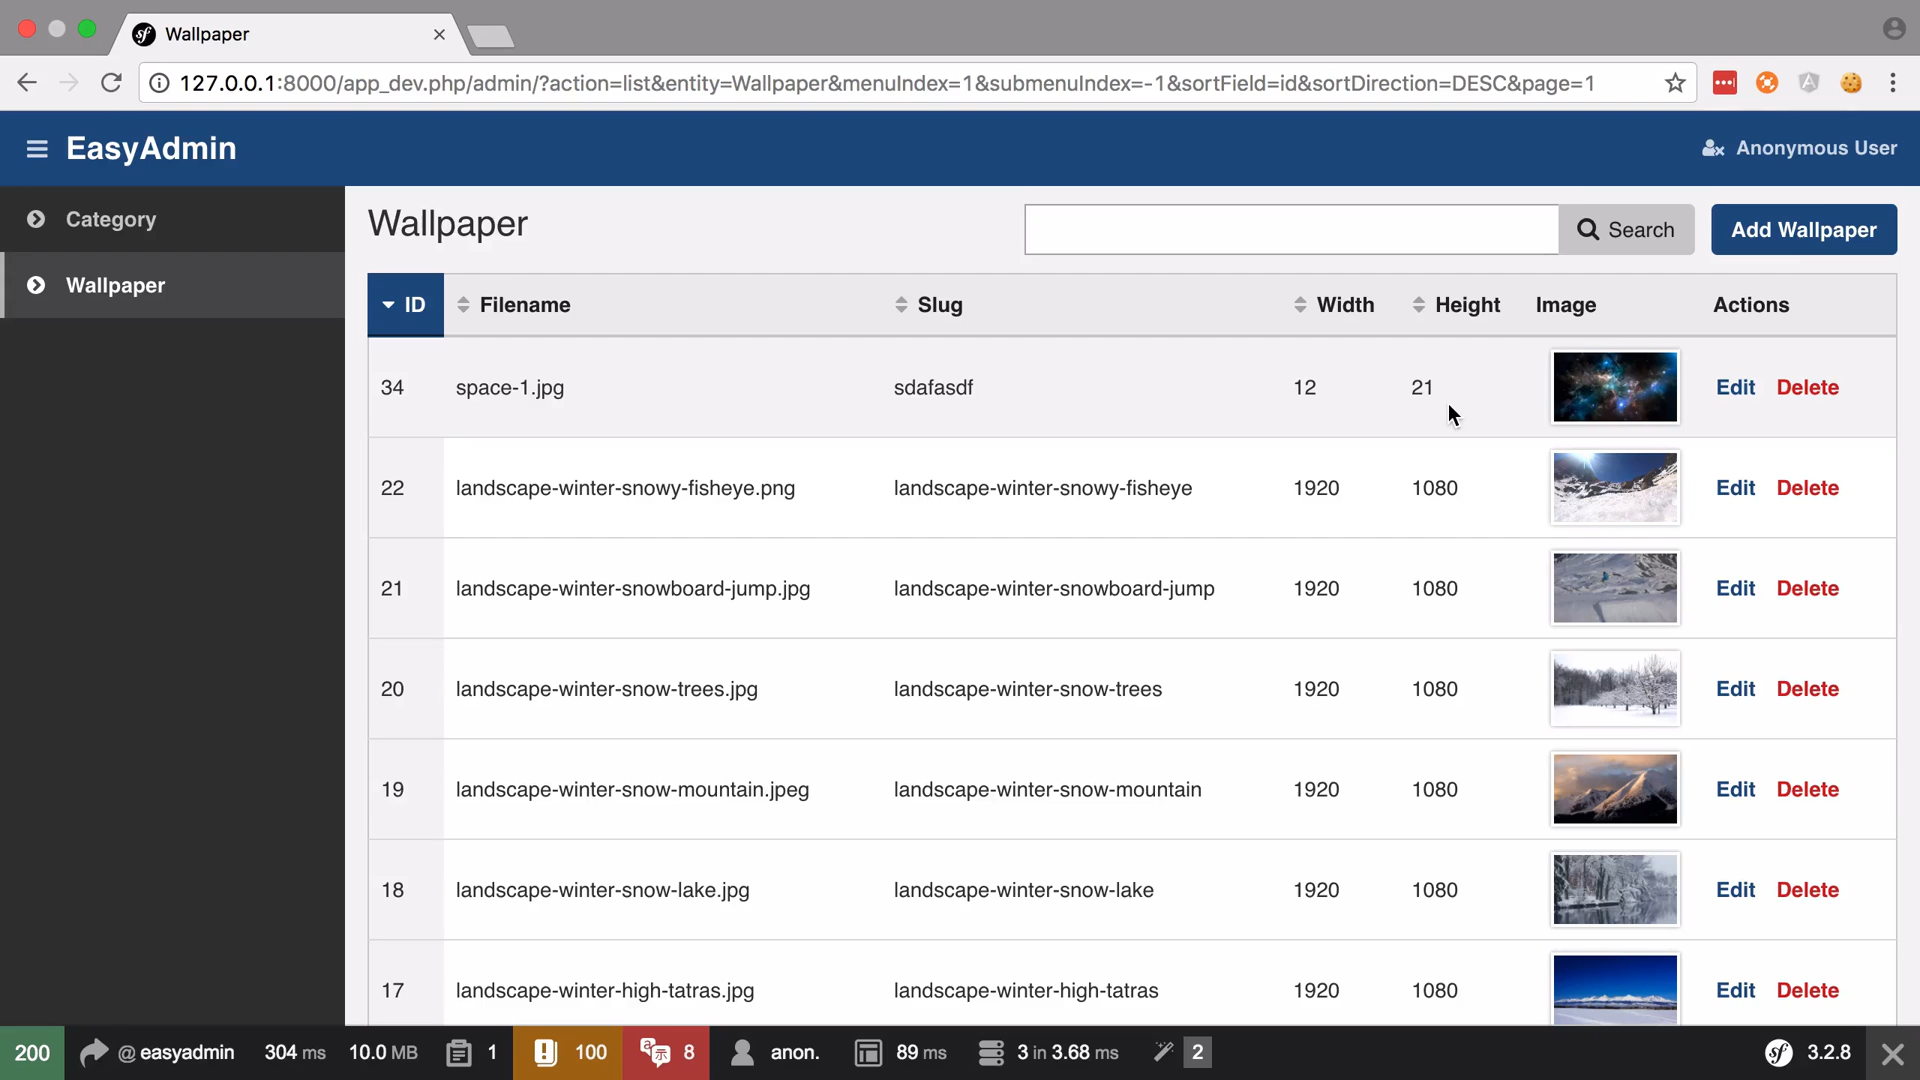 Wallpaper
127.0.0.1:8000/app_dev.php/admin/?action=list&entity=Wallpaper&menuIndex=1&submenuIndex=-1&sortField=id&sortDirection=DESC&page=1
EasyAdmin
Anonymous User
Category
Wallpaper
Wallpaper
Search
Add Wallpaper
ID Filename Slug Width Height Image Actions
34 space-1.jpg sdafasdf 12 21 Edit Delete
22 landscape-winter-snowy-fisheye.png landscape-winter-snowy-fisheye 1920 1080 Edit Delete
21 landscape-winter-snowboard-jump.jpg landscape-winter-snowboard-jump 1920 1080 Edit Delete
20 landscape-winter-snow-trees.jpg landscape-winter-snow-trees 1920 1080 Edit Delete
19 landscape-winter-snow-mountain.jpeg landscape-winter-snow-mountain 1920 1080 Edit Delete
18 landscape-winter-snow-lake.jpg landscape-winter-snow-lake 1920 1080 Edit Delete
17 landscape-winter-high-tatras.jpg landscape-winter-high-tatras 1920 1080 Edit Delete
200 @ easyadmin 304 ms 10.0 MB 1 100 8 anon. 89 ms 3 in 3.68 ms 2 3.2.8